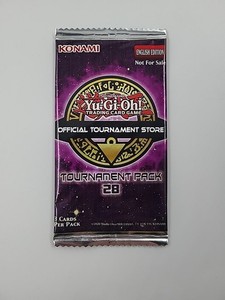 KONAMI
ENGLISH EDITION
Not For Sale
Yu-Gi-Oh!
TRADING CARD GAME
OFFICIAL TOURNAMENT STORE
TOURNAMENT PACK
28
CARDS
PER PACK